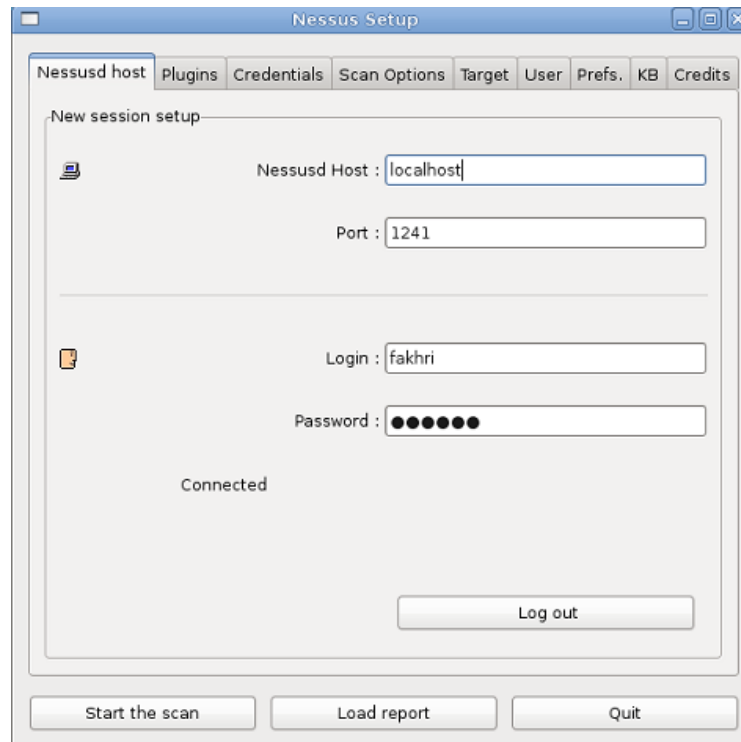 Nessus Setup
Nessusd host Plugins Credentials Scan Options Target User Prefs. KB Credits
New session setup
Nessusd Host : localhost
Port : 1241
Login : fakhri
Password : ●●●●●●
Connected
Log out
Start the scan Load report Quit